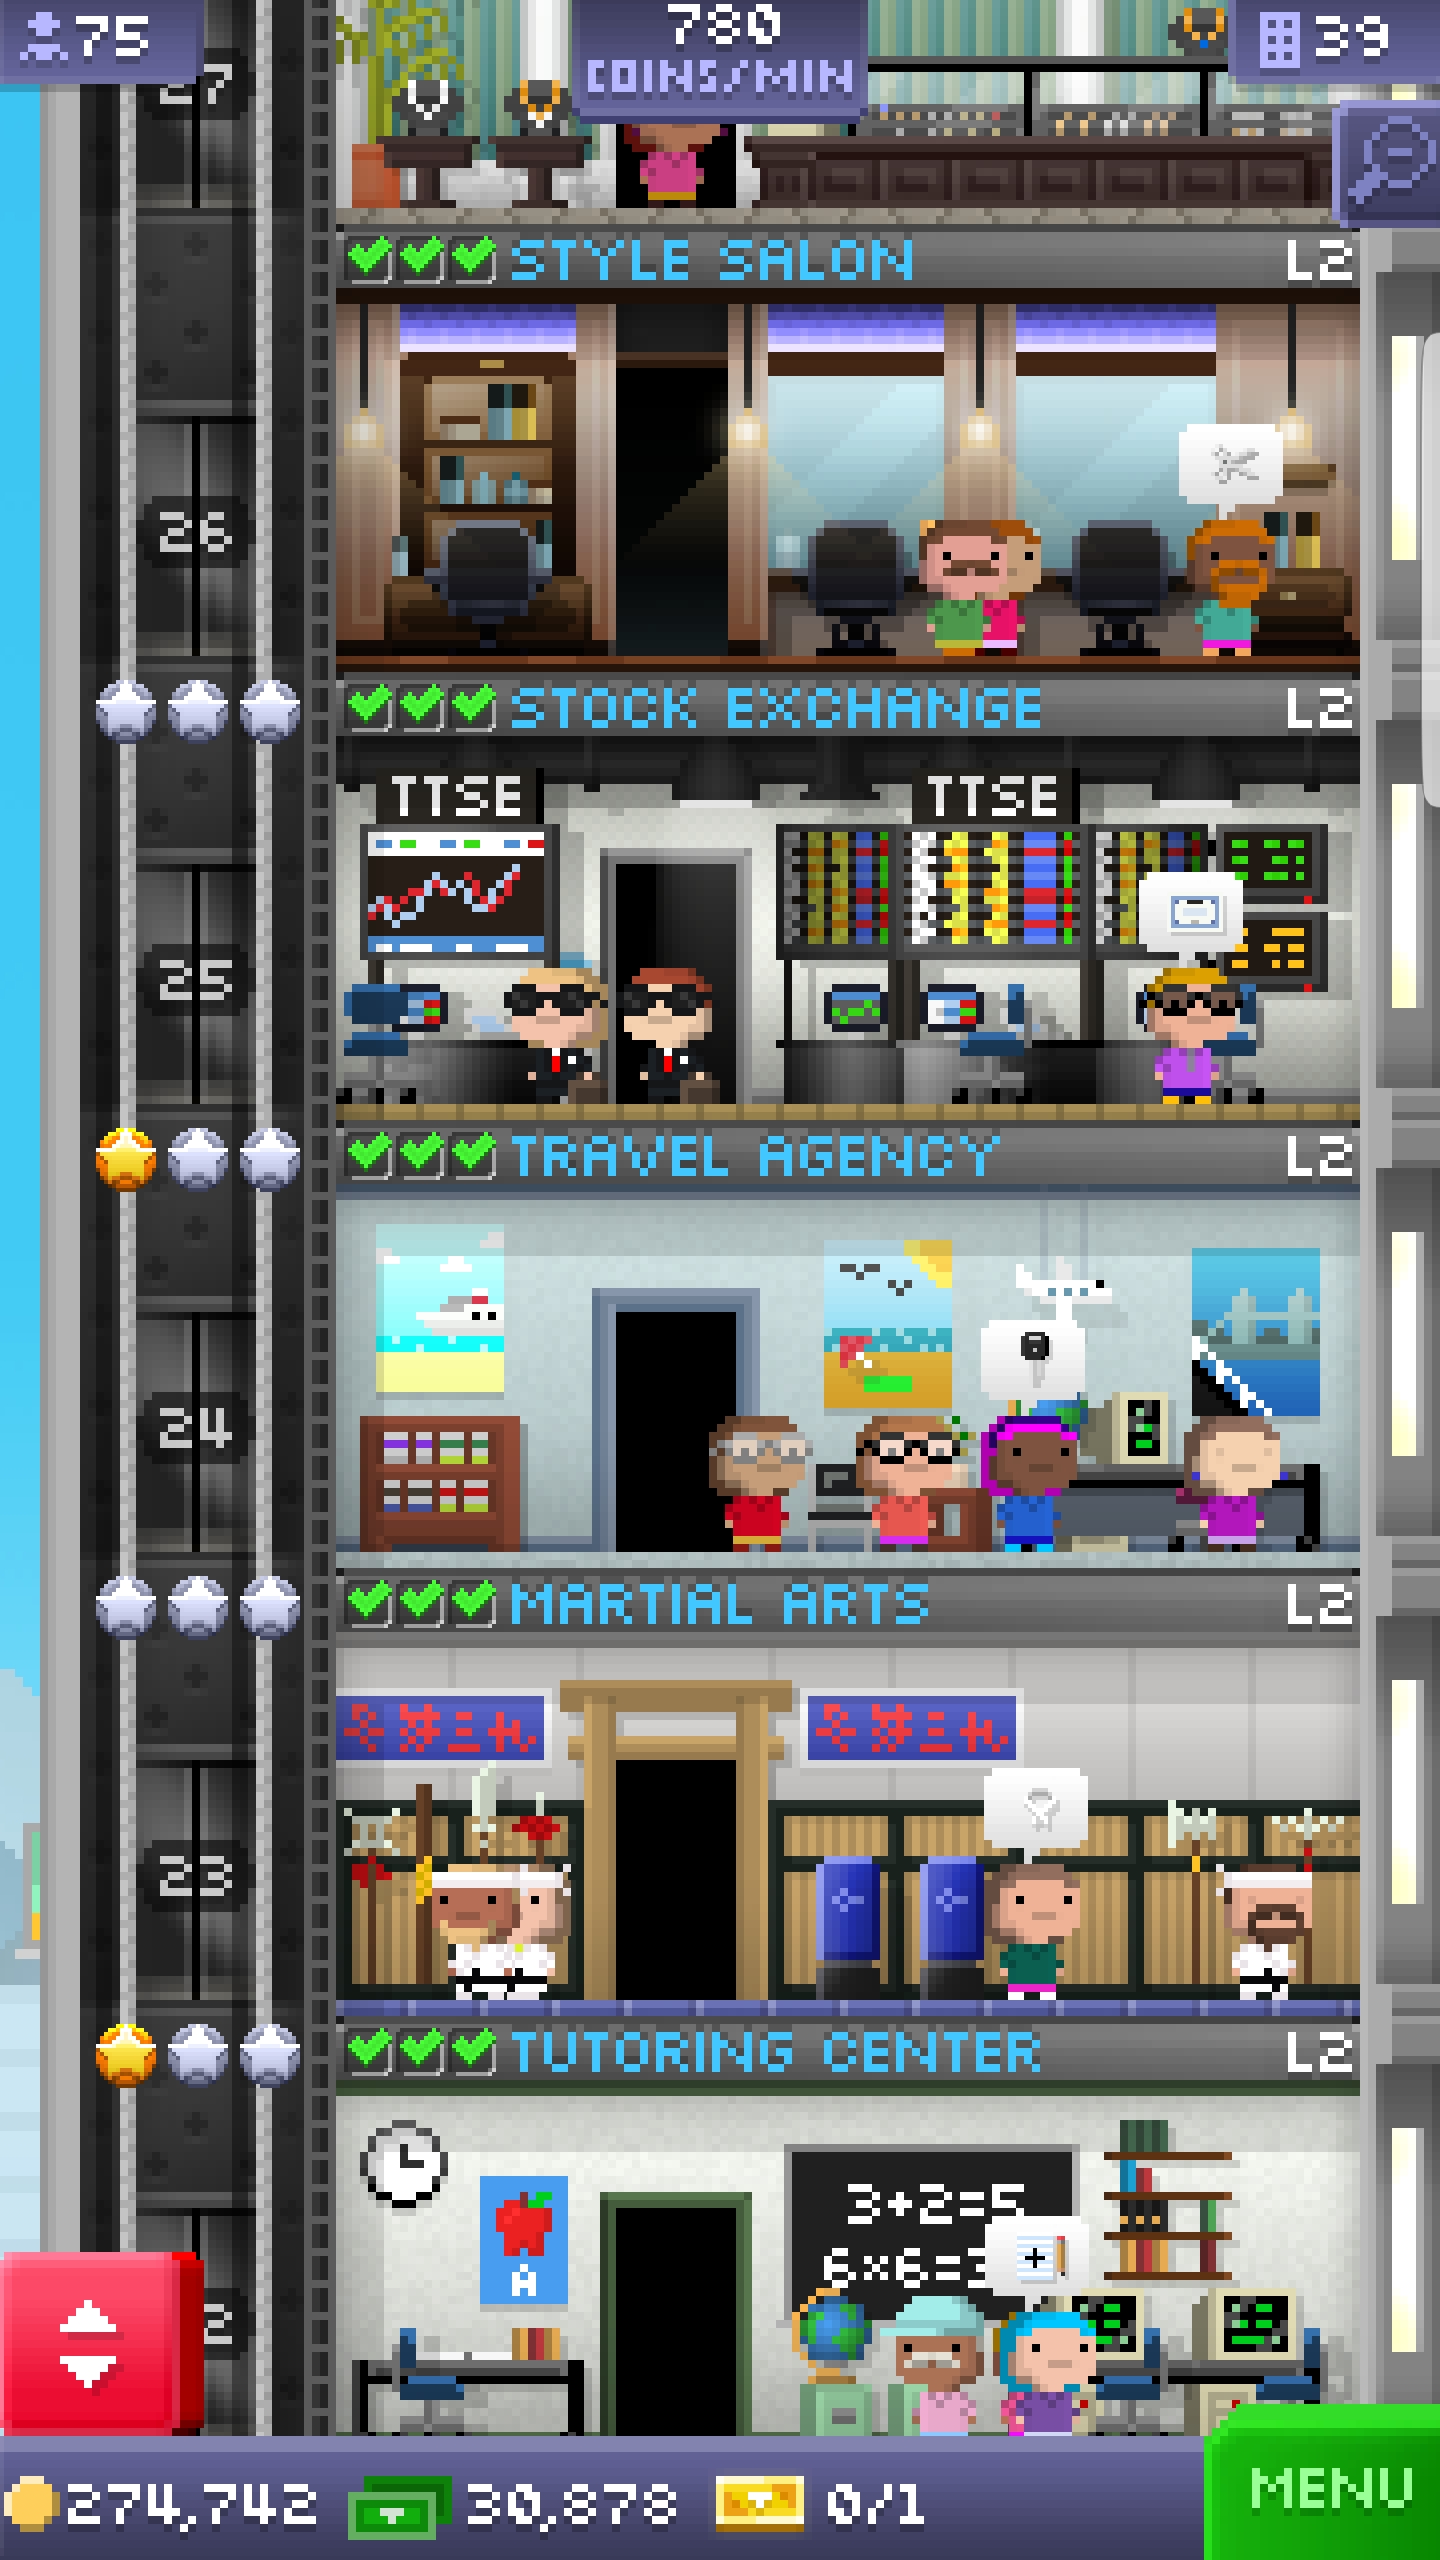 75
780
COINS/MIN
39
27
STYLE SALON
L2
26
STOCK EXCHANGE
L2
TTSE
TTSE
25
TRAVEL AGENCY
L2
24
MARTIAL ARTS
L2
23
TUTORING CENTER
L2
3+2=5
6×6=3
A
2
274,742
30,878
0/1
MENU